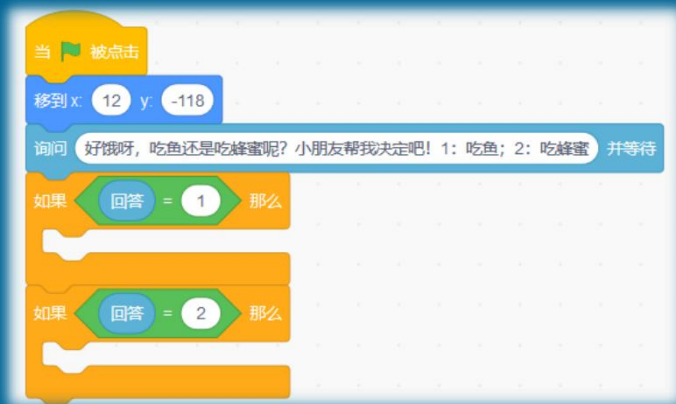 当 被点击
移到 x: 12 y: -118
询问 好饿呀，吃鱼还是吃蜂蜜呢？小朋友帮我决定吧！1：吃鱼；2：吃蜂蜜 并等待
如果 回答 = 1 那么
如果 回答 = 2 那么